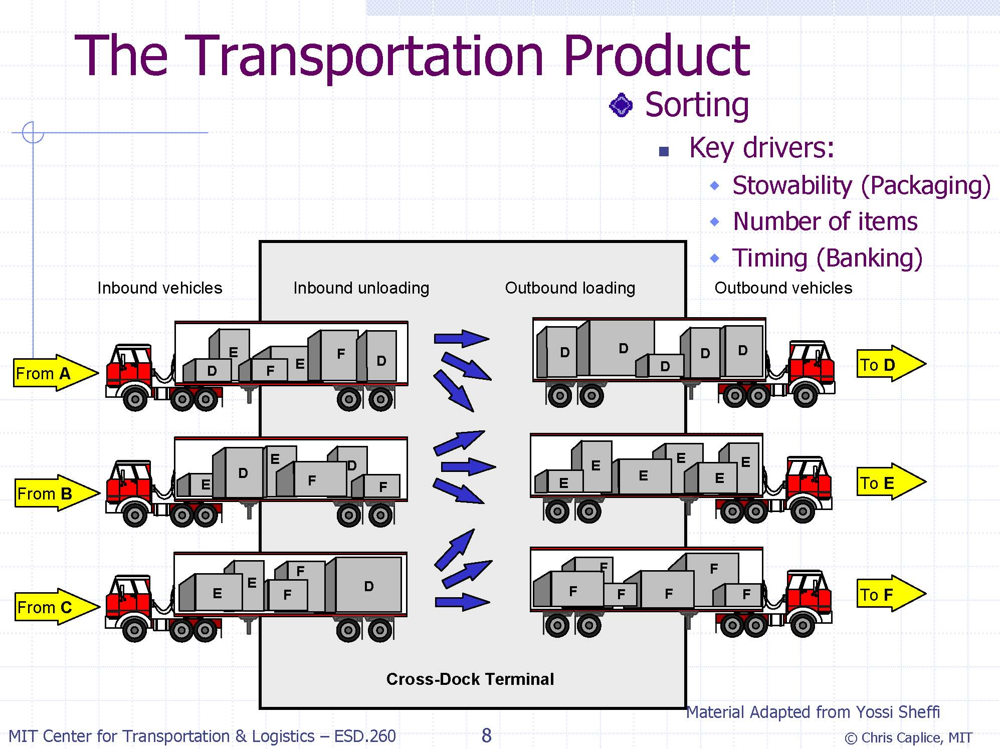 The Transportation Product
Sorting
Key drivers:
Stowability (Packaging)
Number of items
Timing (Banking)
Inbound vehicles
Inbound unloading
Outbound loading
Outbound vehicles
From A
E
D
F
E
F
D
D
D
D
D
D
To D
From B
E
D
E
F
D
F
E
E
E
E
E
E
To E
From C
E
E
F
F
D
F
F
F
F
F
F
To F
Cross-Dock Terminal
Material Adapted from Yossi Sheffi
MIT Center for Transportation & Logistics – ESD.260
8
© Chris Caplice, MIT